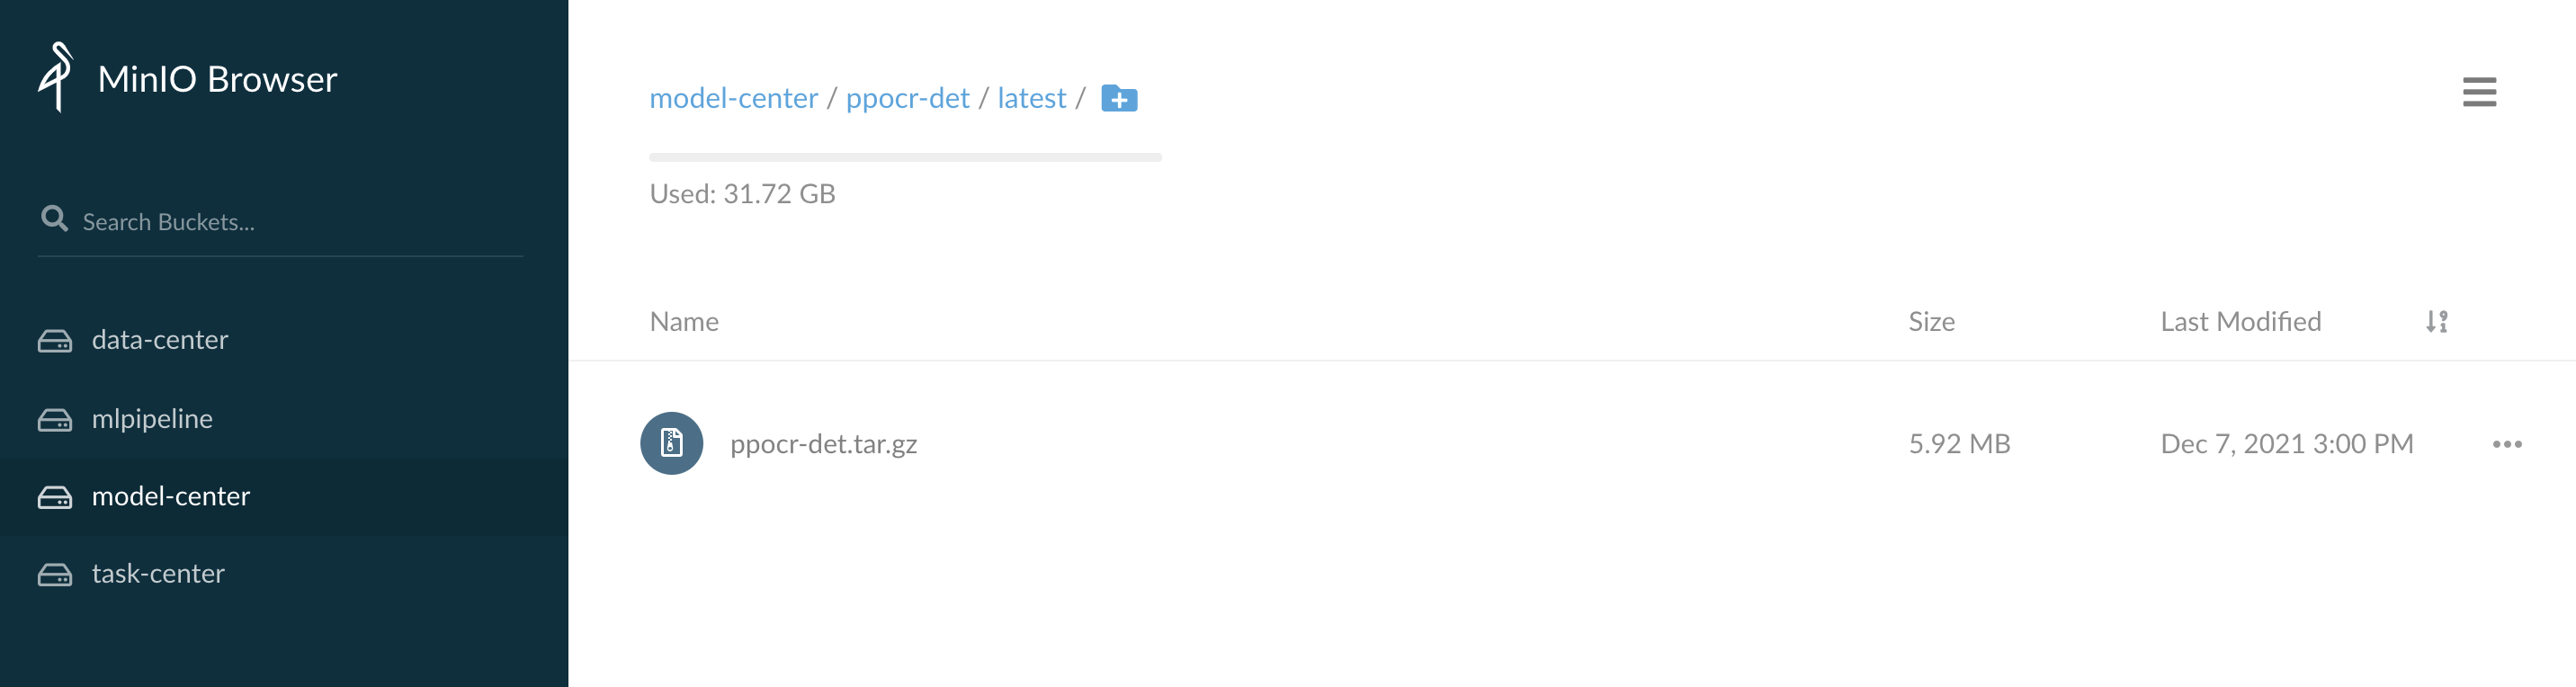 MinIO Browser
Search Buckets...
data-center
mlpipeline
model-center
task-center
model-center / ppocr-det / latest /
Used: 31.72 GB
Name Size Last Modified
ppocr-det.tar.gz 5.92 MB Dec 7, 2021 3:00 PM